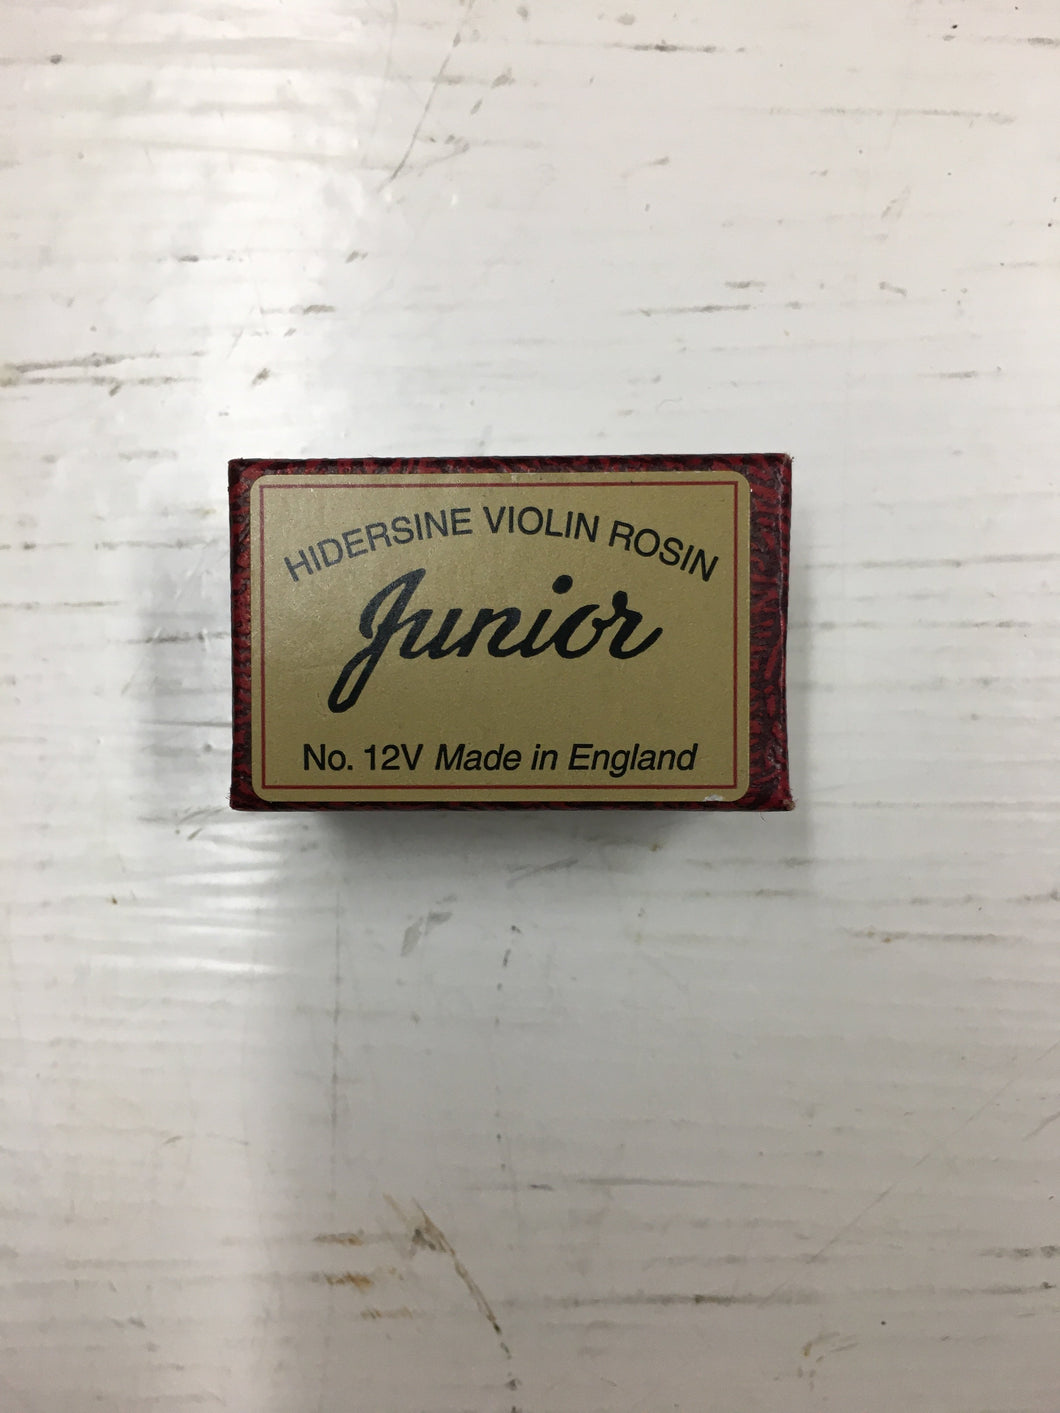 HIDERSINE VIOLIN ROSIN
Junior
No. 12V Made in England